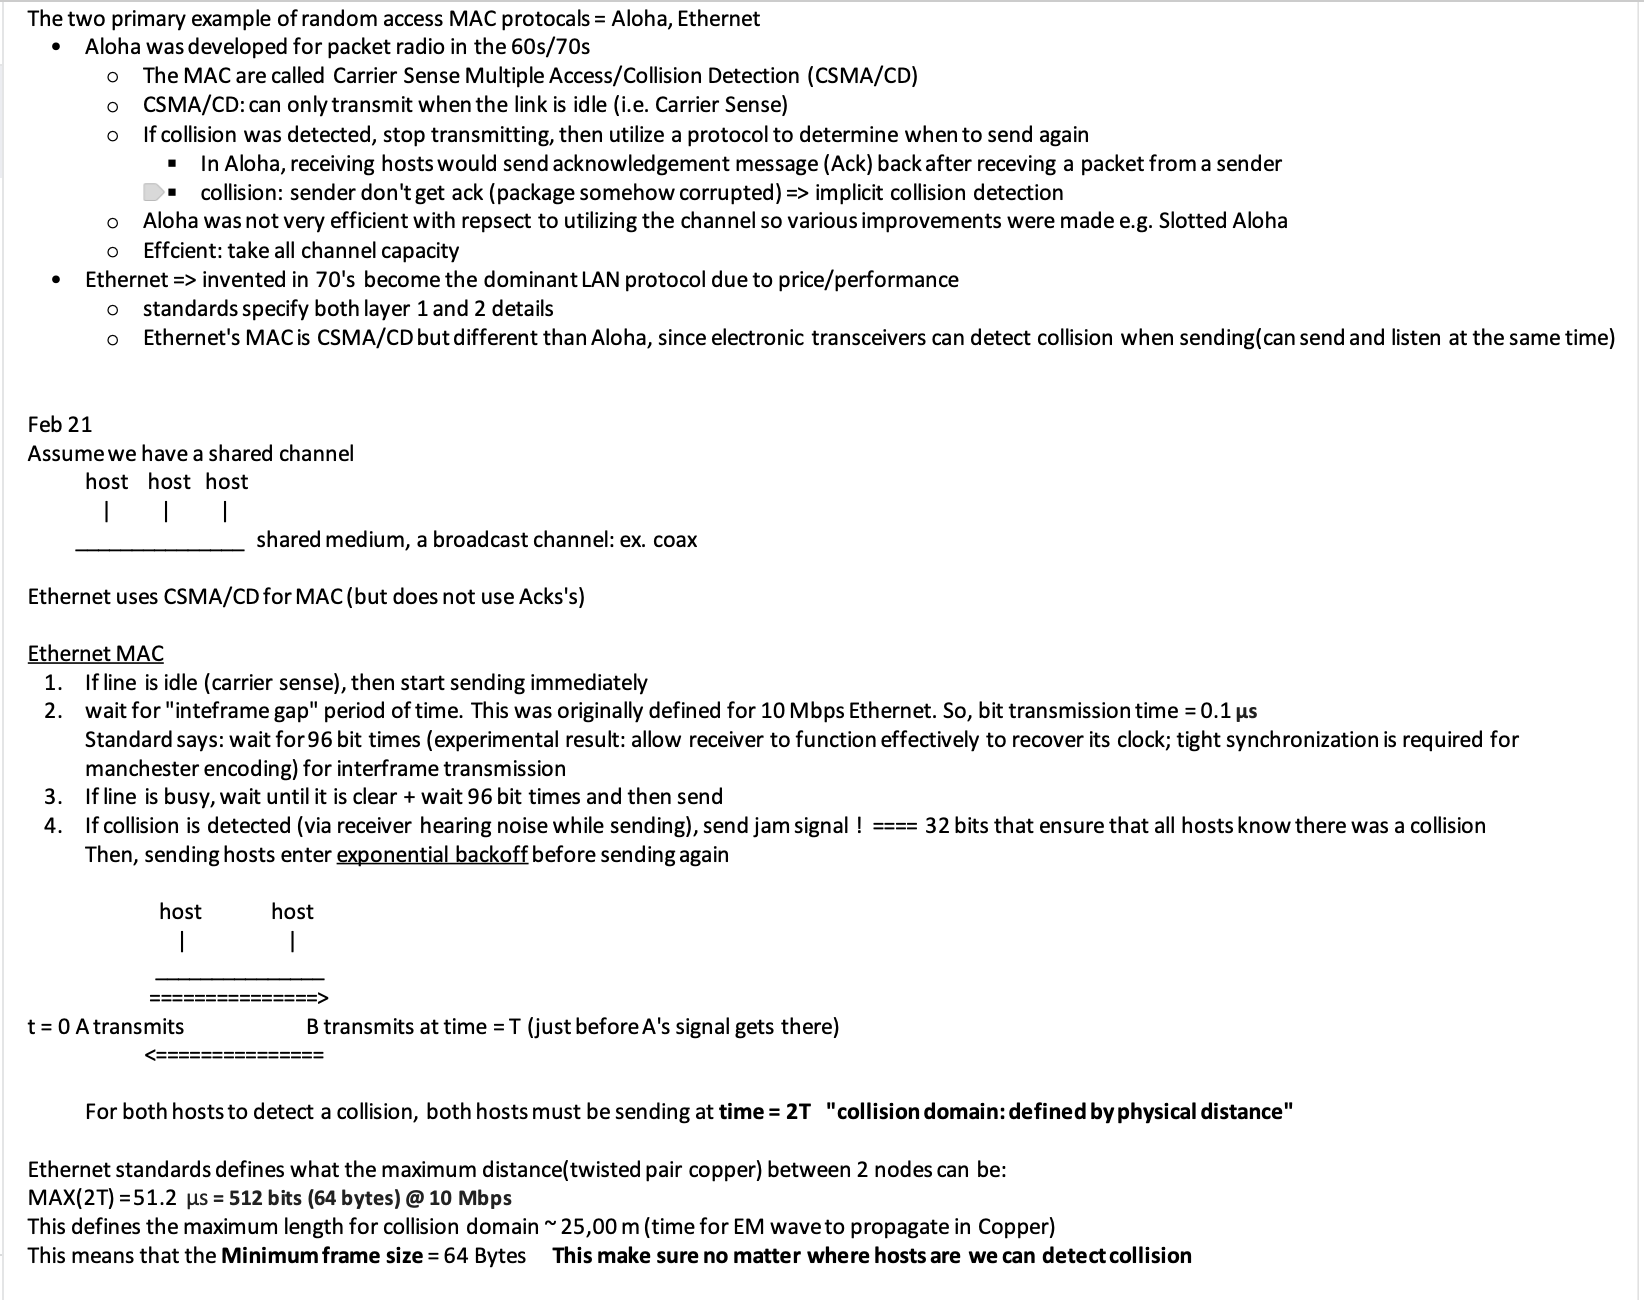 The two primary example of random access MAC protocals = Aloha, Ethernet
• Aloha was developed for packet radio in the 60s/70s
○ The MAC are called Carrier Sense Multiple Access/Collision Detection (CSMA/CD)
○ CSMA/CD: can only transmit when the link is idle (i.e. Carrier Sense)
○ If collision was detected, stop transmitting, then utilize a protocol to determine when to send again
▪ In Aloha, receiving hosts would send acknowledgement message (Ack) back after receving a packet from a sender
▪ collision: sender don't get ack (package somehow corrupted) => implicit collision detection
○ Aloha was not very efficient with repsect to utilizing the channel so various improvements were made e.g. Slotted Aloha
○ Effcient: take all channel capacity
• Ethernet => invented in 70's become the dominant LAN protocol due to price/performance
○ standards specify both layer 1 and 2 details
○ Ethernet's MAC is CSMA/CD but different than Aloha, since electronic transceivers can detect collision when sending(can send and listen at the same time)
Feb 21
Assume we have a shared channel
host host host
| | |
_______________ shared medium, a broadcast channel: ex. coax
Ethernet uses CSMA/CD for MAC (but does not use Acks's)
Ethernet MAC
1. If line is idle (carrier sense), then start sending immediately
2. wait for "inteframe gap" period of time. This was originally defined for 10 Mbps Ethernet. So, bit transmission time = 0.1 µs
Standard says: wait for 96 bit times (experimental result: allow receiver to function effectively to recover its clock; tight synchronization is required for
manchester encoding) for interframe transmission
3. If line is busy, wait until it is clear + wait 96 bit times and then send
4. If collision is detected (via receiver hearing noise while sending), send jam signal ! ==== 32 bits that ensure that all hosts know there was a collision
Then, sending hosts enter exponential backoff before sending again
host host
| |
_______________
===============>
t = 0 A transmits B transmits at time = T (just before A's signal gets there)
<===============
For both hosts to detect a collision, both hosts must be sending at time = 2T "collision domain: defined by physical distance"
Ethernet standards defines what the maximum distance(twisted pair copper) between 2 nodes can be:
MAX(2T) = 51.2 µs = 512 bits (64 bytes) @ 10 Mbps
This defines the maximum length for collision domain ~ 25,00 m (time for EM wave to propagate in Copper)
This means that the Minimum frame size = 64 Bytes This make sure no matter where hosts are we can detect collision